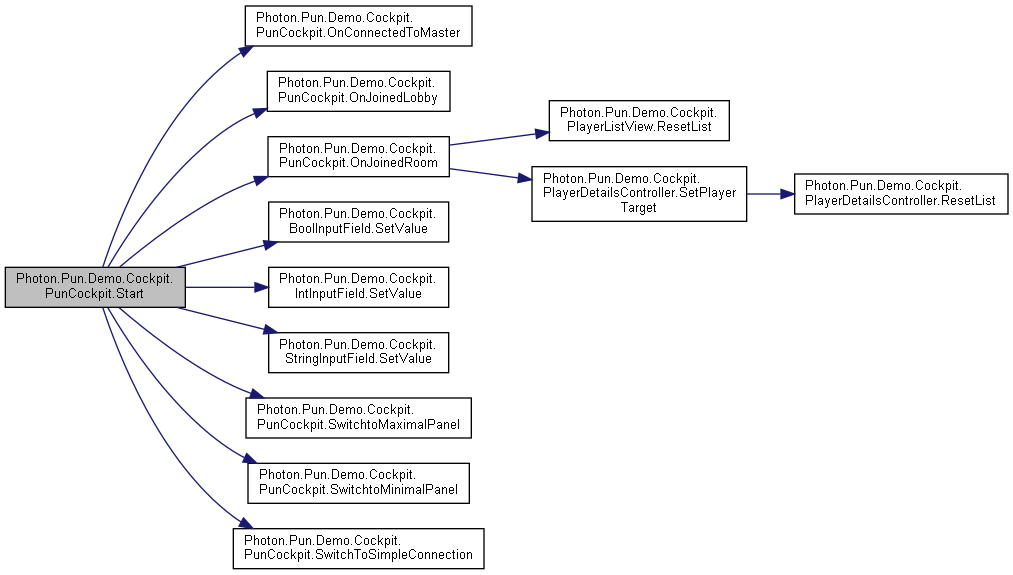 Photon.Pun.Demo.Cockpit.
PunCockpit.Start
Photon.Pun.Demo.Cockpit.
PunCockpit.OnConnectedToMaster
Photon.Pun.Demo.Cockpit.
PunCockpit.OnJoinedLobby
Photon.Pun.Demo.Cockpit.
PunCockpit.OnJoinedRoom
Photon.Pun.Demo.Cockpit.
PlayerListView.ResetList
Photon.Pun.Demo.Cockpit.
PlayerDetailsController.SetPlayer
Target
Photon.Pun.Demo.Cockpit.
PlayerDetailsController.ResetList
Photon.Pun.Demo.Cockpit.
BoolInputField.SetValue
Photon.Pun.Demo.Cockpit.
IntInputField.SetValue
Photon.Pun.Demo.Cockpit.
StringInputField.SetValue
Photon.Pun.Demo.Cockpit.
PunCockpit.SwitchtoMaximalPanel
Photon.Pun.Demo.Cockpit.
PunCockpit.SwitchtoMinimalPanel
Photon.Pun.Demo.Cockpit.
PunCockpit.SwitchToSimpleConnection